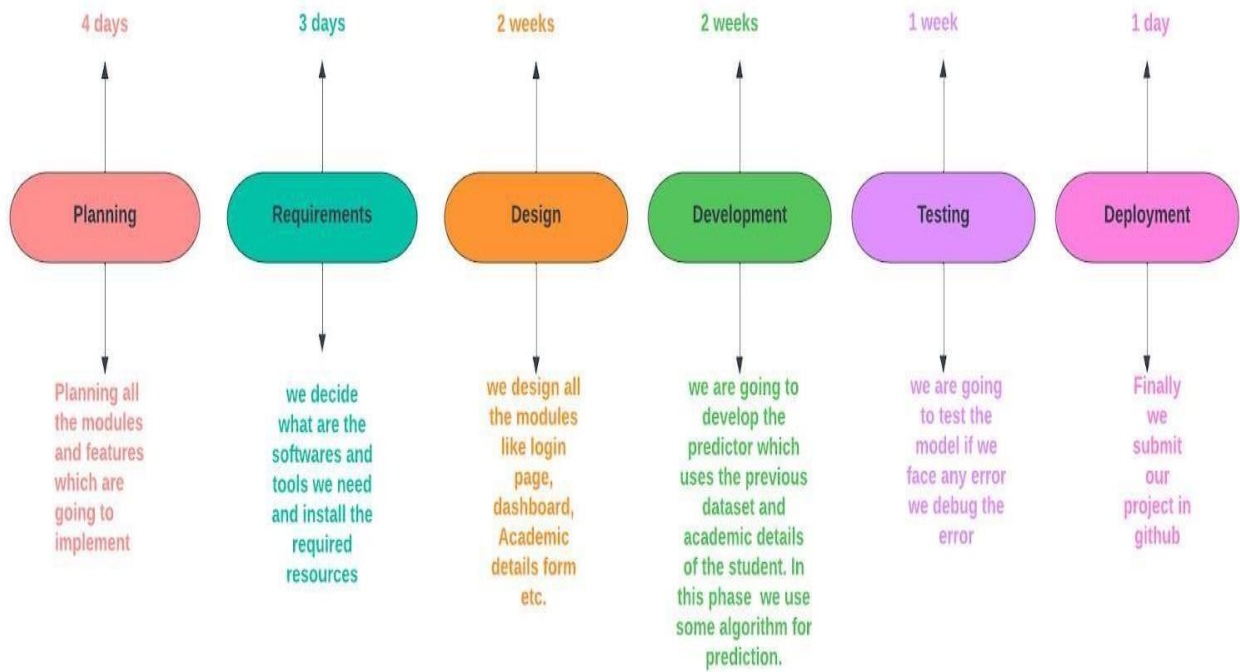 4 days
3 days
2 weeks
2 weeks
1 week
1 day
Planning
Requirements
Design
Development
Testing
Deployment
Planning all
the modules
and features
which are
going to
implement
we decide
what are the
softwares and
tools we need
and install the
required
resources
we design all
the modules
like login
page,
dashboard,
Academic
details form
etc.
we are going to
develop the
predictor which
uses the previous
dataset and
academic details
of the student. In
this phase we use
some algorithm for
prediction.
we are going
to test the
model if we
face any error
we debug the
error
Finally
we
submit
our
project in
github